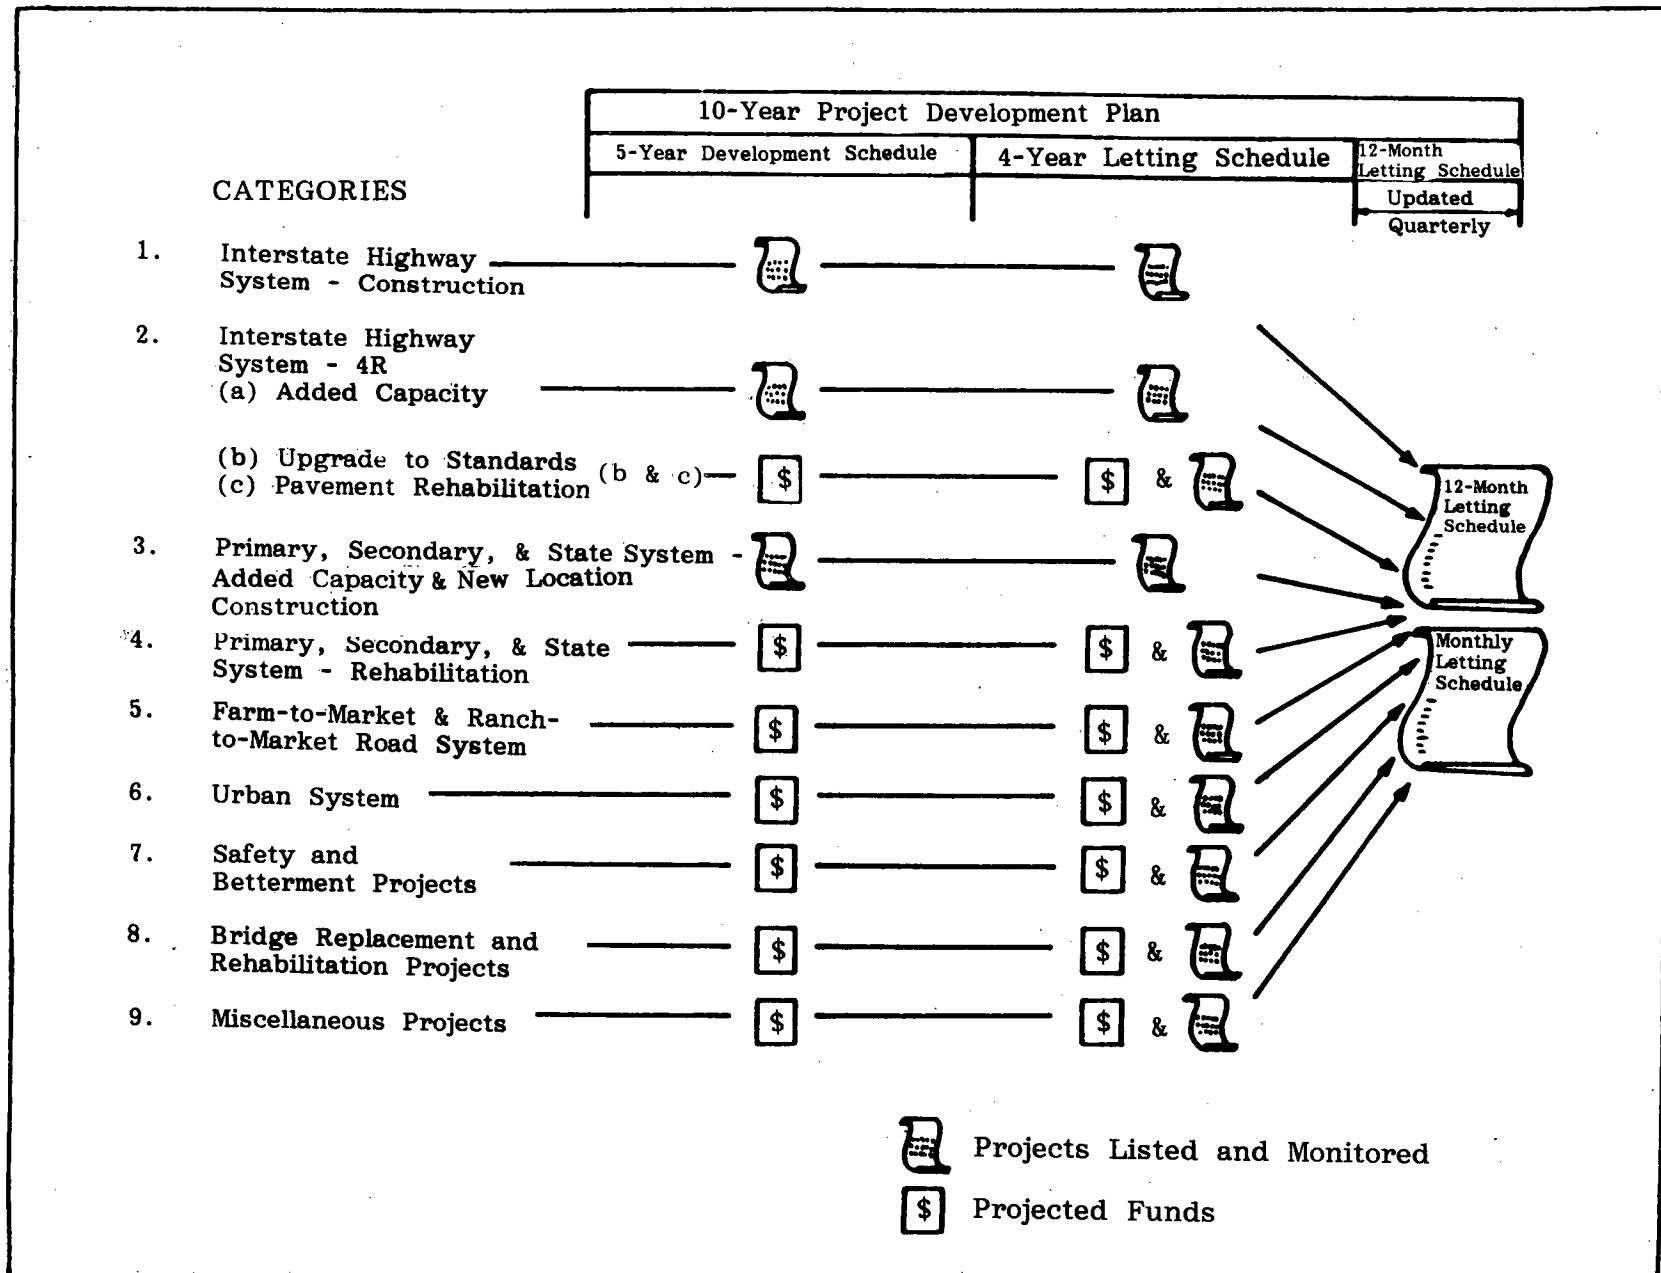 10-Year Project Development Plan
5-Year Development Schedule
4-Year Letting Schedule
12-Month
Letting Schedule
Updated
Quarterly
CATEGORIES
1. Interstate Highway
System - Construction
2. Interstate Highway
System - 4R
(a) Added Capacity
(b) Upgrade to Standards
(c) Pavement Rehabilitation
(b & c)
$
$ &
3. Primary, Secondary, & State System -
Added Capacity & New Location
Construction
4. Primary, Secondary, & State
System - Rehabilitation
$
$ &
5. Farm-to-Market & Ranch-
to-Market Road System
$
$ &
6. Urban System
$
$ &
7. Safety and
Betterment Projects
$
$ &
8. Bridge Replacement and
Rehabilitation Projects
$
$ &
9. Miscellaneous Projects
$
$ &
12-Month
Letting
Schedule
Monthly
Letting
Schedule
Projects Listed and Monitored
$ Projected Funds